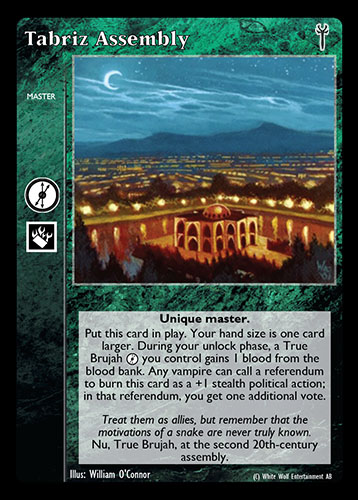 Tabriz Assembly
MASTER
Unique master.
Put this card in play. Your hand size is one card
larger. During your unlock phase, a True
Brujah you control gains 1 blood from the
blood bank. Any vampire can call a referendum
to burn this card as a +1 stealth political action;
in that referendum, you get one additional vote.
Treat them as allies, but remember that the
motivations of a snake are never truly known.
Nu, True Brujah, at the second 20th-century
assembly.
Illus: William O'Connor
(C) White Wolf Entertainment AB